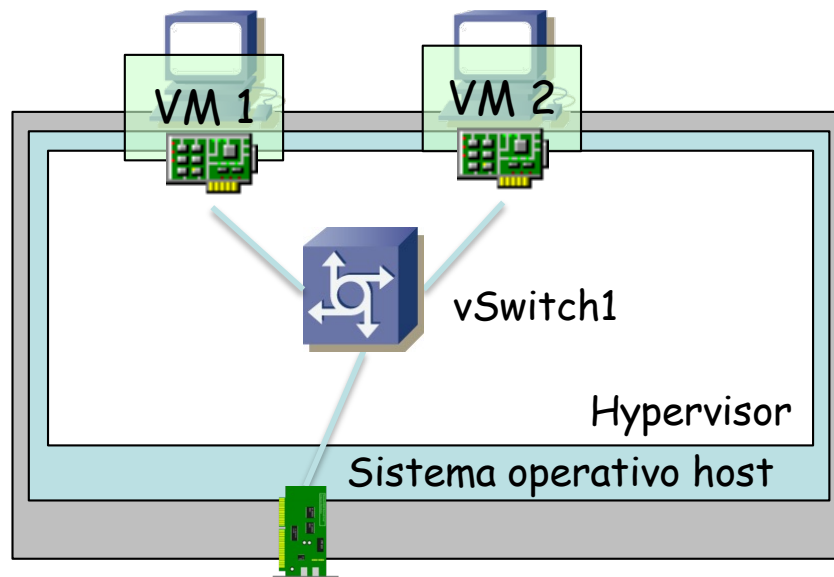 VM 1
VM 2
vSwitch1
Hypervisor
Sistema operativo host